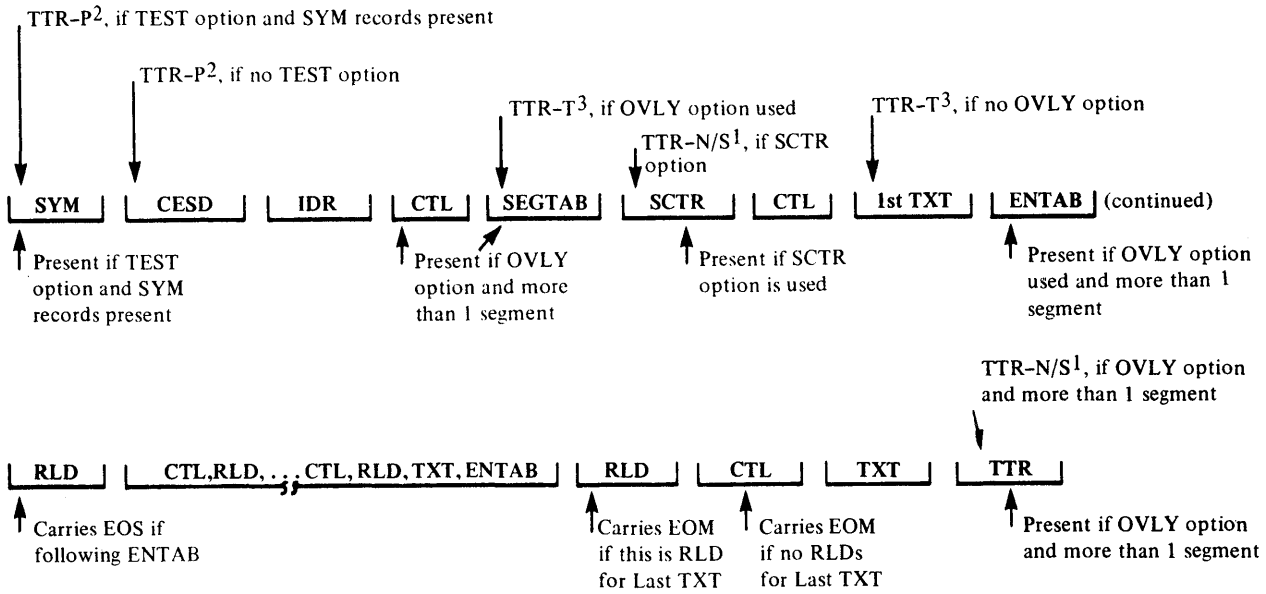 TTR-P2, if TEST option and SYM records present
TTR-P2, if no TEST option
TTR-T3, if OVLY option used
TTR-T3, if no OVLY option
TTR-N/S1, if SCTR
option
SYM CESD IDR CTL SEGTAB SCTR CTL 1st TXT ENTAB (continued)
Present if TEST
option and SYM
records present
Present if OVLY
option and more
than 1 segment
Present if SCTR
option is used
Present if OVLY option
used and more than 1
segment
TTR-N/S1, if OVLY option
and more than 1 segment
RLD CTL,RLD, . . . CTL, RLD, TXT, ENTAB RLD CTL TXT TTR
Carries EOS if
following ENTAB
Carries EOM
if this is RLD
for Last TXT
Carries EOM
if no RLDs
for Last TXT
Present if OVLY option
and more than 1 segment